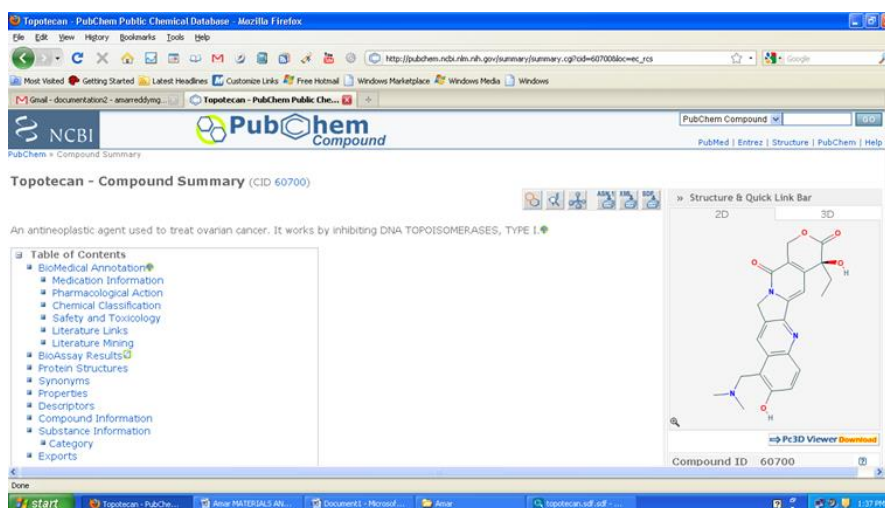 Topotecan - PubChem Public Chemical Database - Mozilla Firefox
File Edit View History Bookmarks Tools Help
http://pubchem.ncbi.nlm.nih.gov/summary/summary.cgi?cid=60700&loc=ec_rcs
Google
Most Visited Getting Started Latest Headlines Customize Links Free Hotmail Windows Marketplace Windows Media Windows
Gmail - documentation2 - amarreddymg...
Topotecan - PubChem Public Che...
NCBI
PubChem
Compound
PubChem Compound
GO
PubMed | Entrez | Structure | PubChem | Help
PubChem » Compound Summary
Topotecan - Compound Summary (CID 60700)
ASN.1 XML SDF
An antineoplastic agent used to treat ovarian cancer. It works by inhibiting DNA TOPOISOMERASES, TYPE I.
Table of Contents
BioMedical Annotation
Medication Information
Pharmacological Action
Chemical Classification
Safety and Toxicology
Literature Links
Literature Mining
BioAssay Results
Protein Structures
Synonyms
Properties
Descriptors
Compound Information
Substance Information
Category
Exports
» Structure & Quick Link Bar
2D 3D
O O
O O
H
N
N
N
O
H
⇒ Pc3D Viewer Download
Compound ID 60700
Done
start
Topotecan - PubChe...
Amar MATERIALS AN...
Document1 - Microsof...
Amar
topotecan.sdf.sdf - ...
1:37 PM